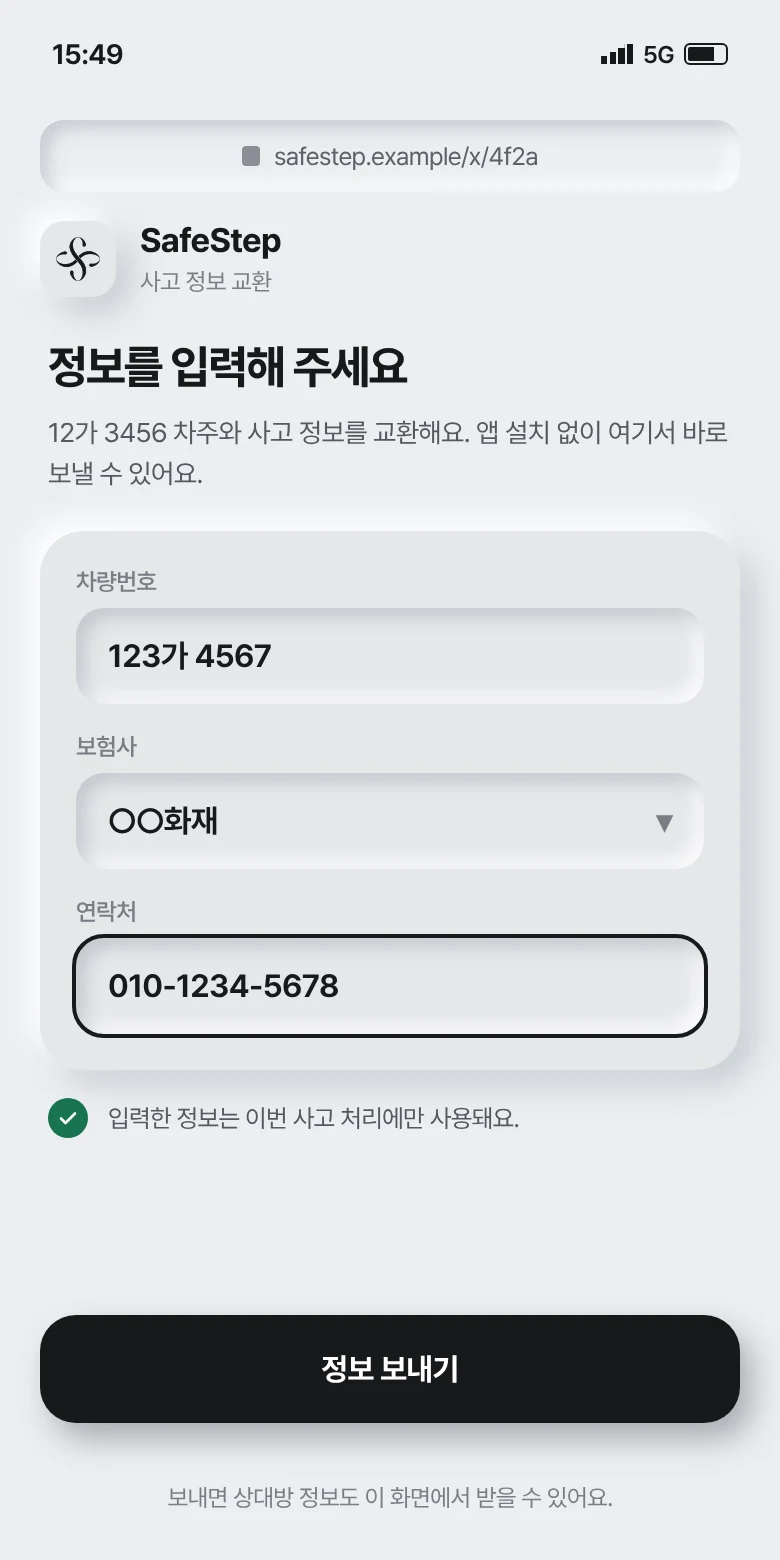 15:49
5G
safestep.example/x/4f2a
SafeStep
사고 정보 교환
정보를 입력해 주세요
12가 3456 차주와 사고 정보를 교환해요. 앱 설치 없이 여기서 바로
보낼 수 있어요.
차량번호
123가 4567
보험사
○○화재
연락처
010-1234-5678
입력한 정보는 이번 사고 처리에만 사용돼요.
정보 보내기
보내면 상대방 정보도 이 화면에서 받을 수 있어요.